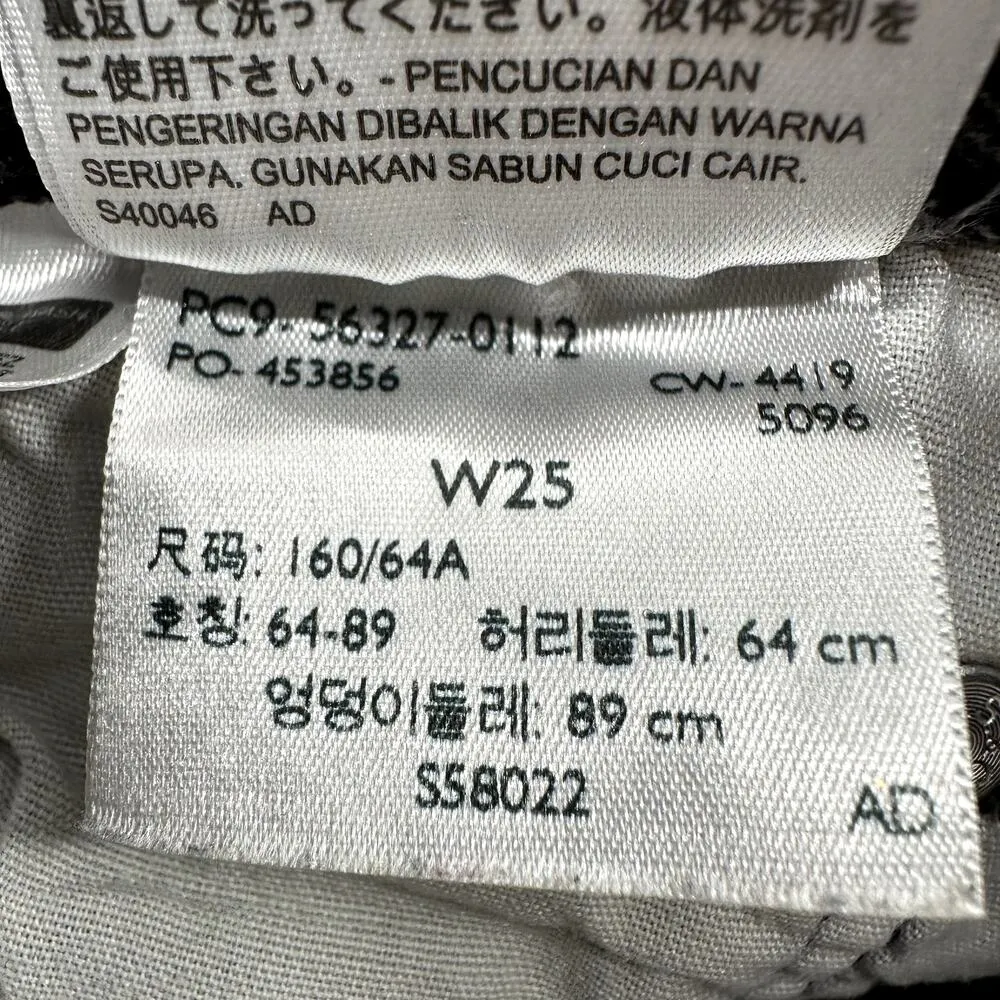 裏返して洗ってください。液体洗剤を
ご使用下さい。- PENCUCIAN DAN
PENGERINGAN DIBALIK DENGAN WARNA
SERUPA. GUNAKAN SABUN CUCI CAIR.
S40046 AD
PC9- 56327-0112
PO- 453856 CW- 4419
5096
W25
尺码: 160/64A
호칭: 64-89 허리둘레: 64 cm
엉덩이둘레: 89 cm
S58022 AD